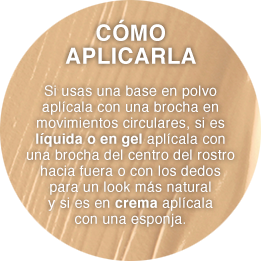 CÓMO
APLICARLA
Si usas una base en polvo
aplícala con una brocha en
movimientos circulares, si es
líquida o en gel aplícala con
una brocha del centro del rostro
hacia fuera o con los dedos
para un look más natural
y si es en crema aplícala
con una esponja.